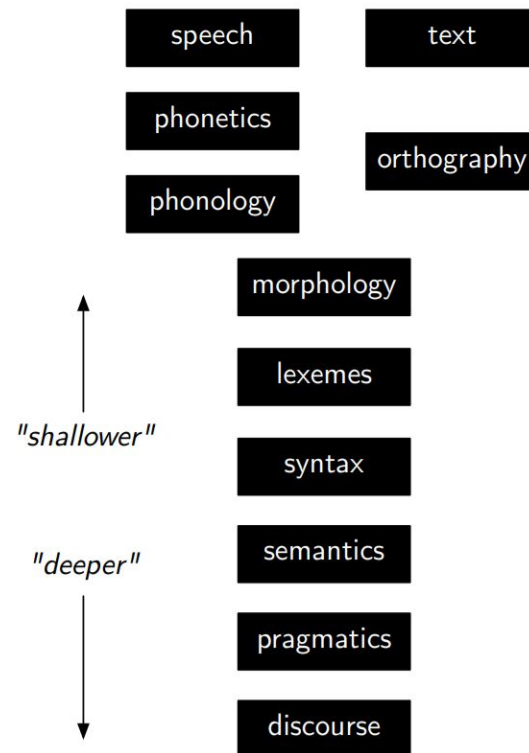 speech
text
phonetics
orthography
phonology
morphology
lexemes
"shallower"
syntax
semantics
"deeper"
pragmatics
discourse